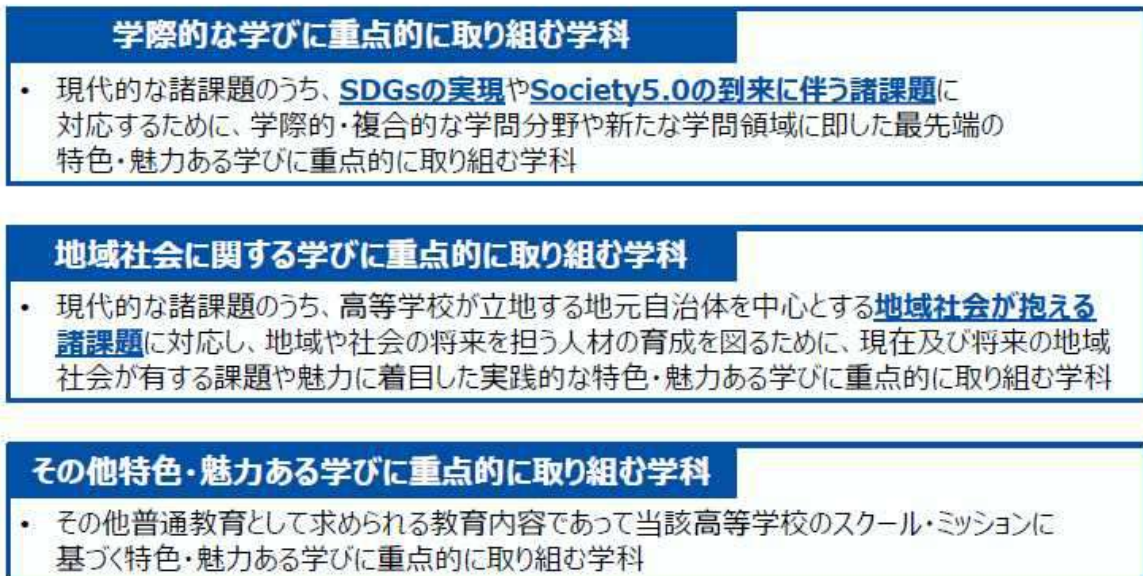 学際的な学びに重点的に取り組む学科
・ 現代的な諸課題のうち、SDGsの実現やSociety5.0の到来に伴う諸課題に
対応するために、学際的・複合的な学問分野や新たな学問領域に即した最先端の
特色・魅力ある学びに重点的に取り組む学科
地域社会に関する学びに重点的に取り組む学科
・ 現代的な諸課題のうち、高等学校が立地する地元自治体を中心とする地域社会が抱える
諸課題に対応し、地域や社会の将来を担う人材の育成を図るために、現在及び将来の地域
社会が有する課題や魅力に着目した実践的な特色・魅力ある学びに重点的に取り組む学科
その他特色・魅力ある学びに重点的に取り組む学科
・ その他普通教育として求められる教育内容であって当該高等学校のスクール・ミッションに
基づく特色・魅力ある学びに重点的に取り組む学科